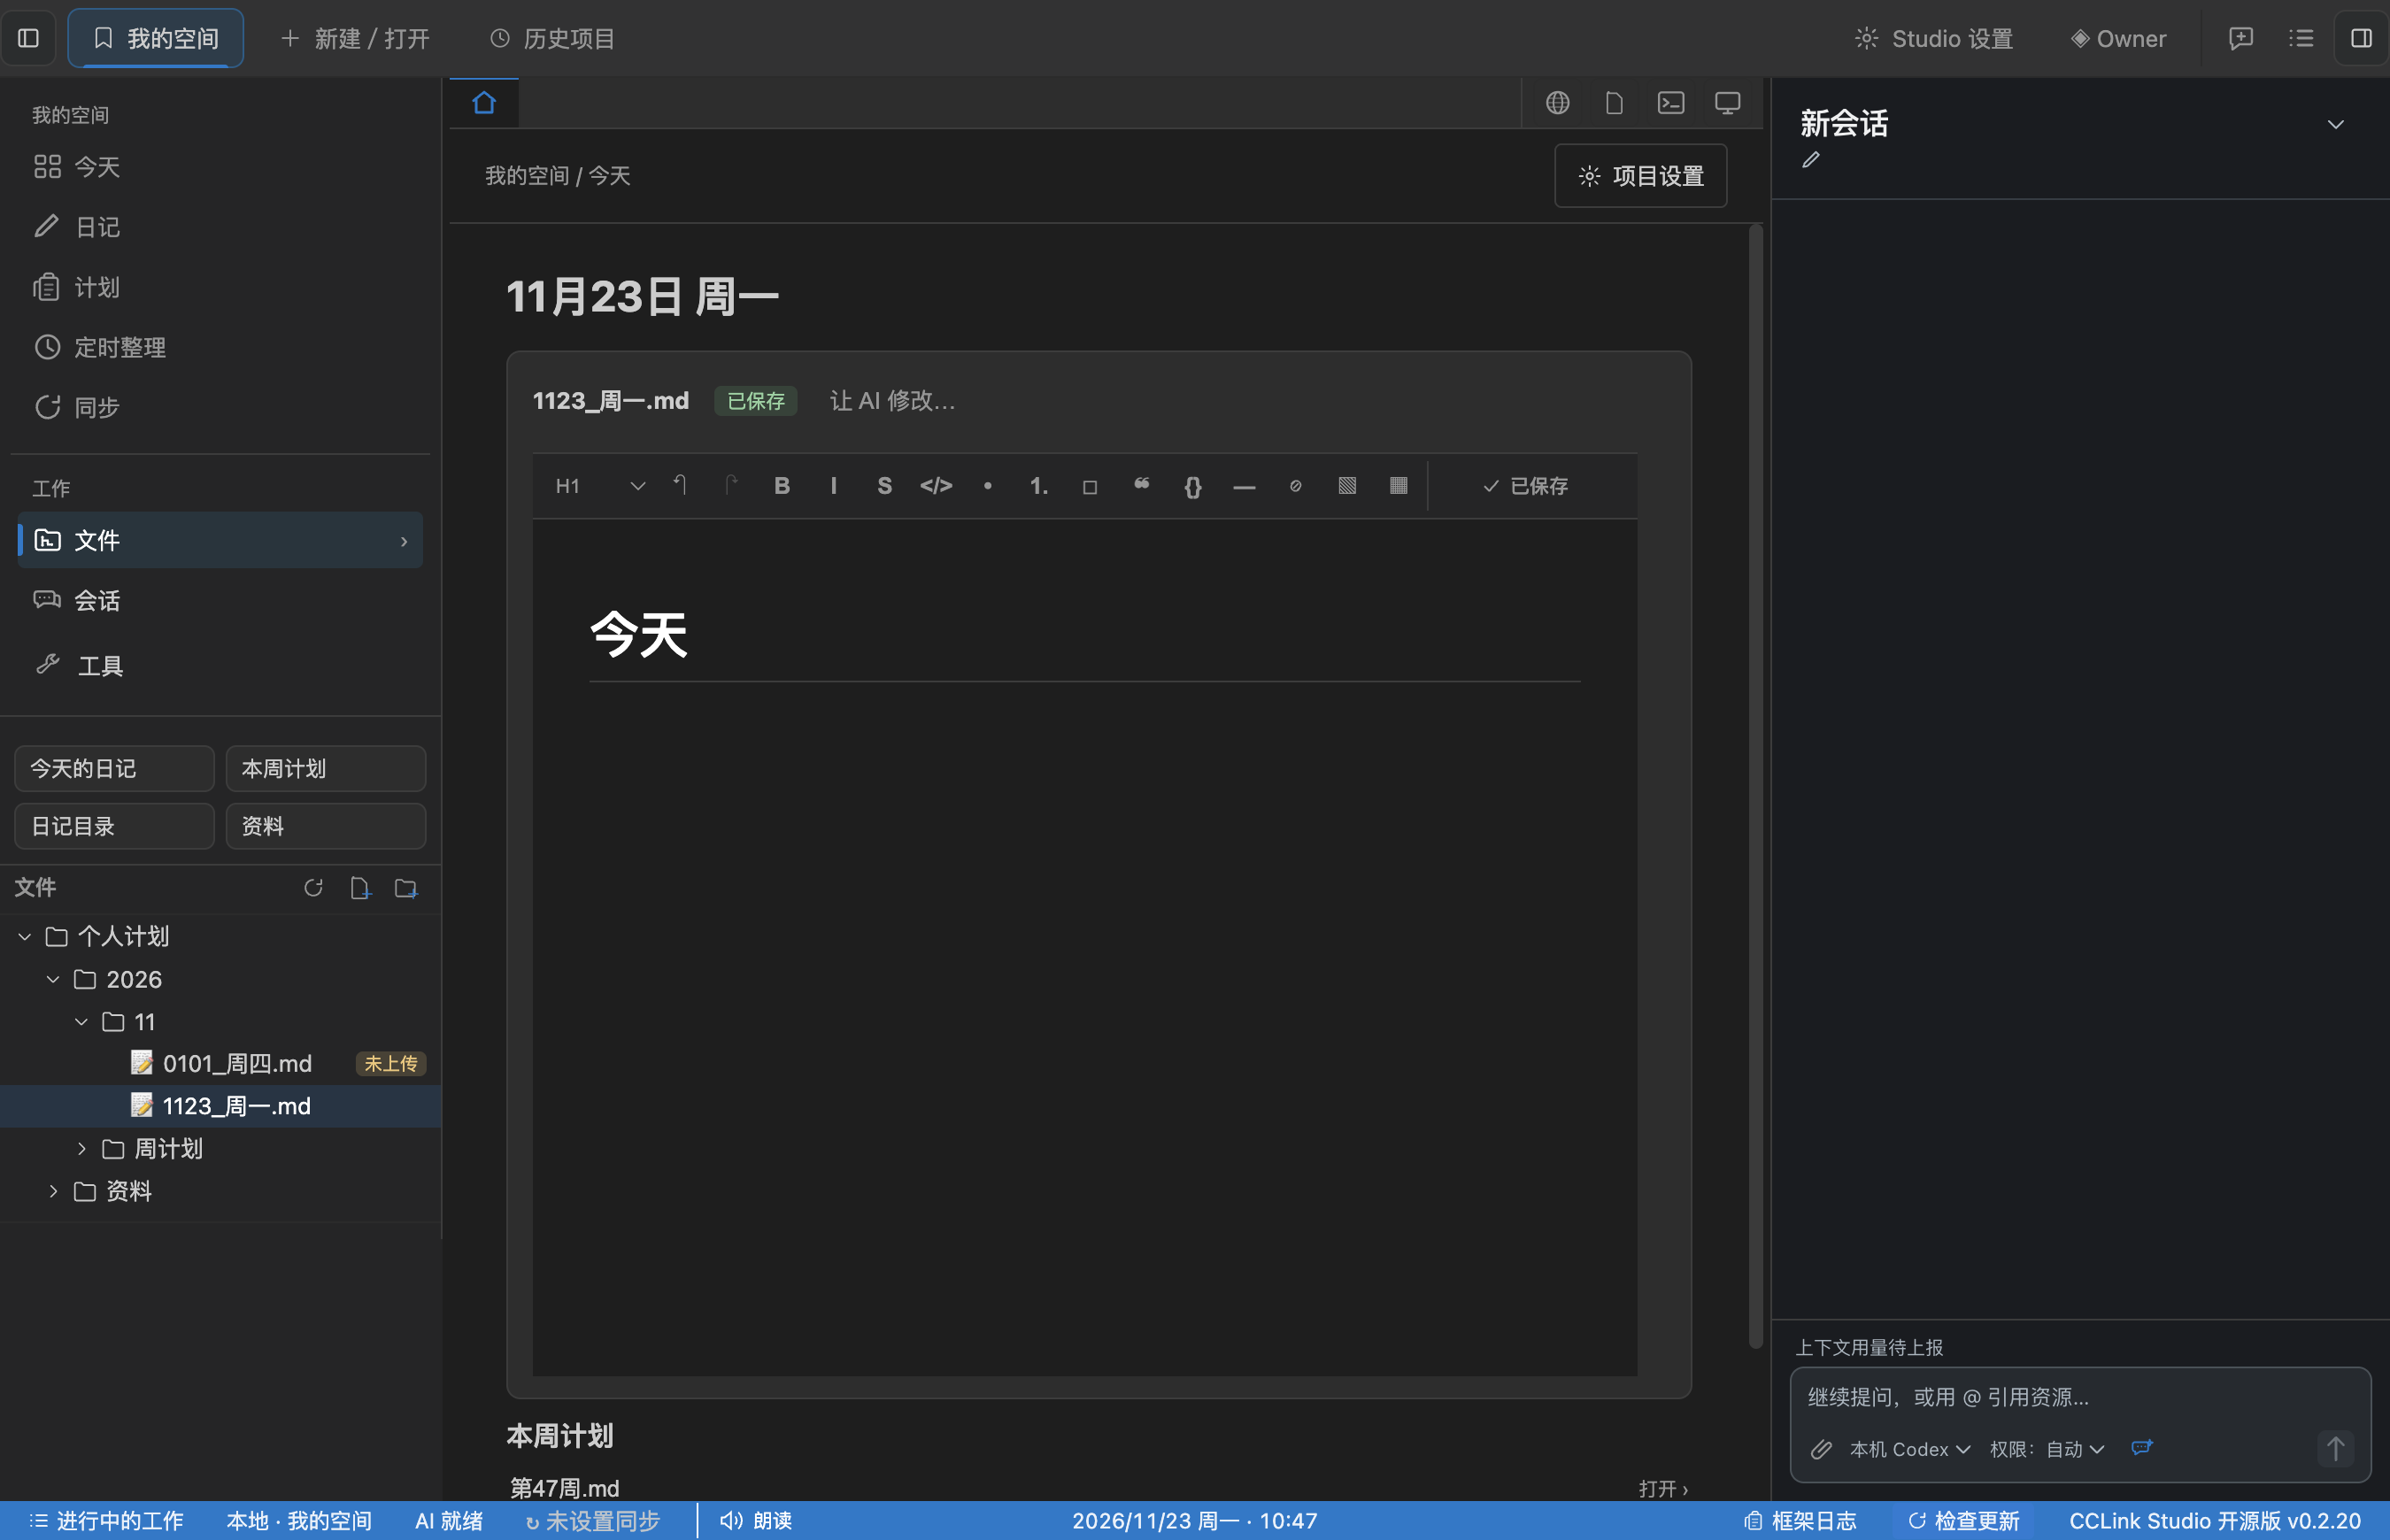 我的空间
新建 / 打开
历史项目
Studio 设置
Owner
我的空间
今天
日记
计划
定时整理
同步
工作
文件
会话
工具
今天的日记
本周计划
日记目录
资料
文件
个人计划
2026
11
0101_周四.md
未上传
1123_周一.md
周计划
资料
我的空间 / 今天
项目设置
11月23日 周一
1123_周一.md
已保存
让 AI 修改...
H1
B
I
S
</>
•
1.
❝
{}
—
已保存
今天
本周计划
第47周.md
打开 ›
新会话
上下文用量待上报
继续提问，或用 @ 引用资源...
本机 Codex
权限：自动
进行中的工作
本地 · 我的空间
AI 就绪
未设置同步
朗读
2026/11/23 周一 · 10:47
框架日志
检查更新
CCLink Studio 开源版 v0.2.20